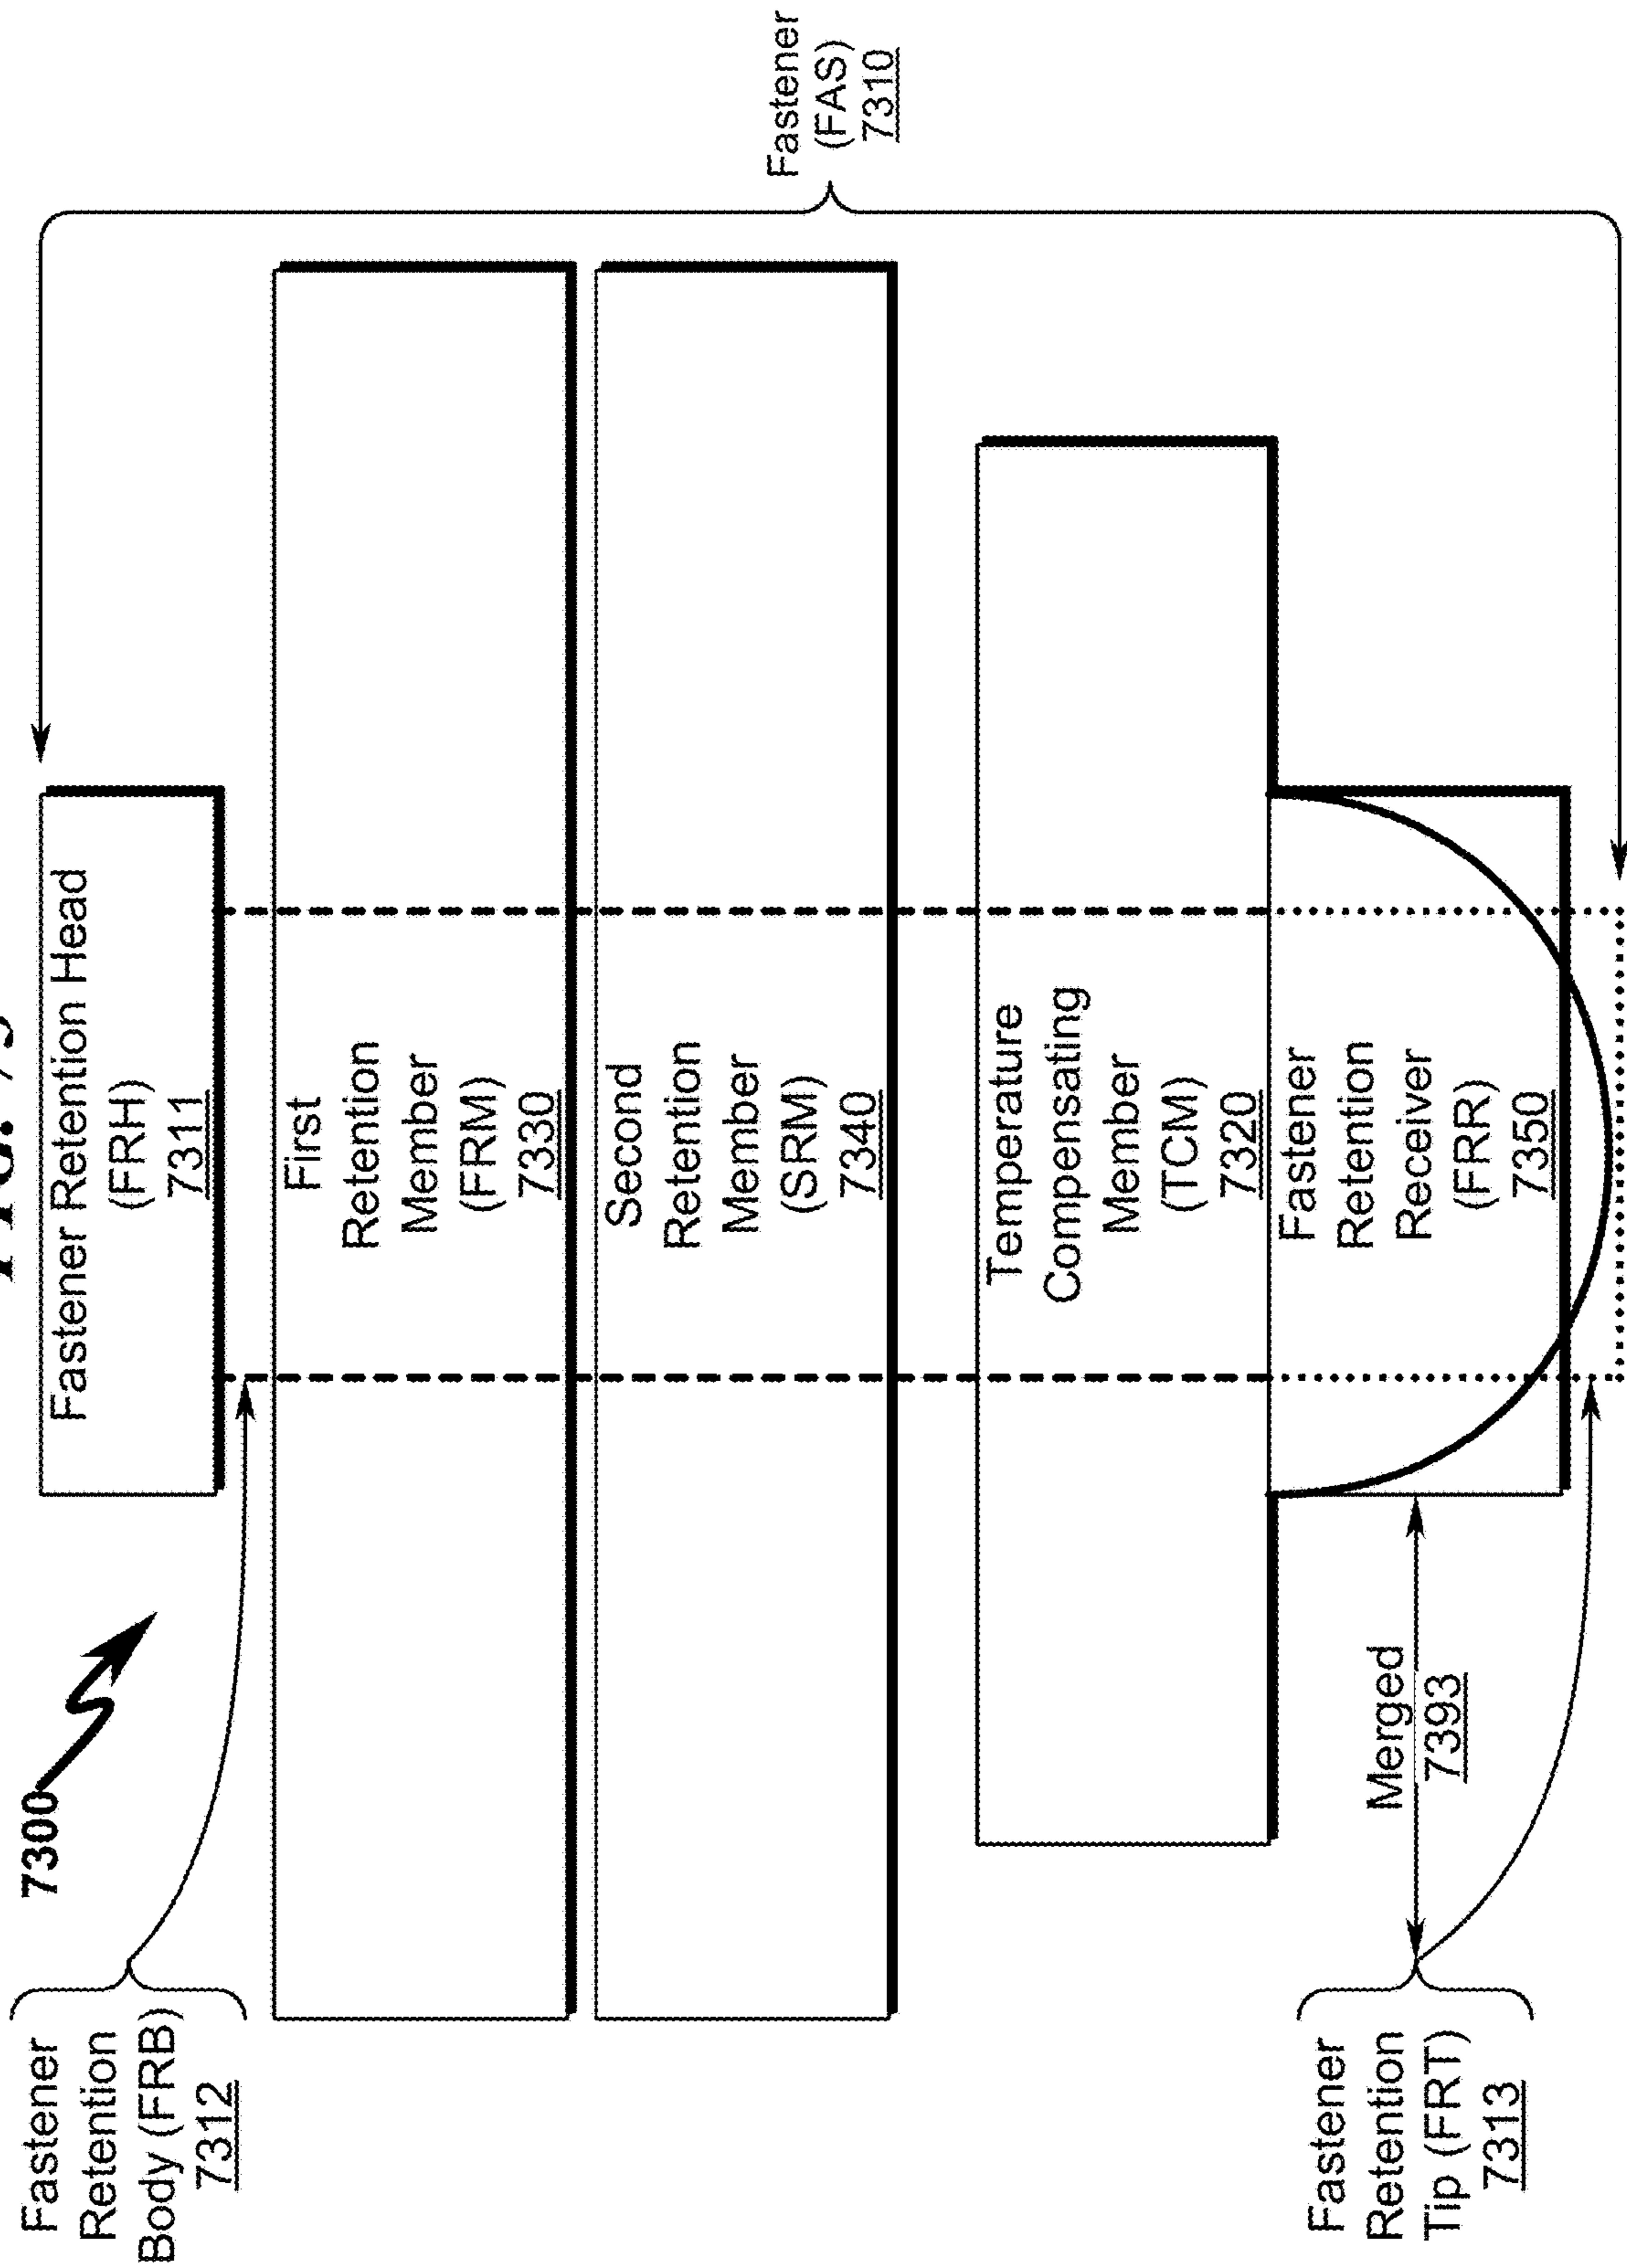 7300
Fastener
Retention
Body (FRB)
7312
Fastener Retention Head
(FRH)
7311
First
Retention
Member
(FRM)
7330
Second
Retention
Member
(SRM)
7340
Fastener
(FAS)
7310
Temperature
Compensating
Member
(TCM)
7320
Fastener
Retention
Receiver
(FRR)
7350
Merged
7393
Fastener
Retention
Tip (FRT)
7313